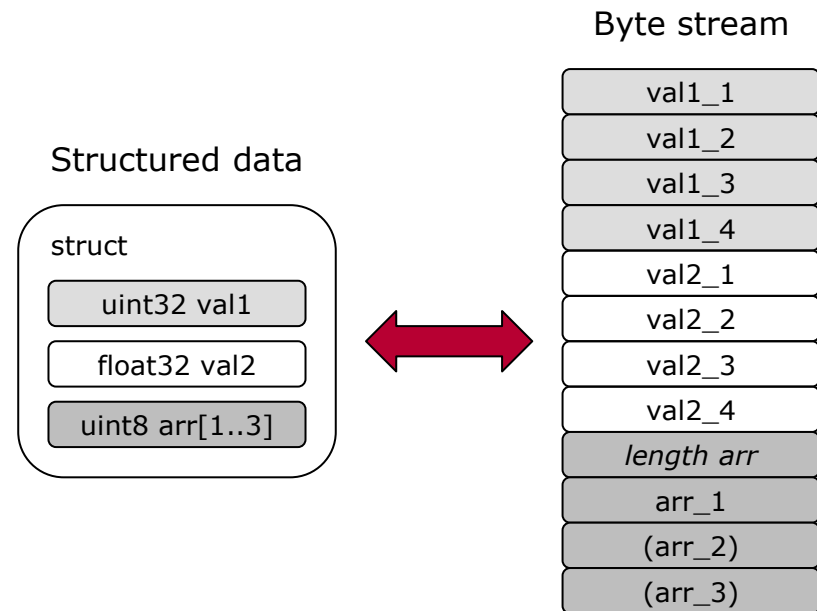 Structured data
struct
uint32 val1
float32 val2
uint8 arr[1..3]
Byte stream
val1_1
val1_2
val1_3
val1_4
val2_1
val2_2
val2_3
val2_4
length arr
arr_1
(arr_2)
(arr_3)